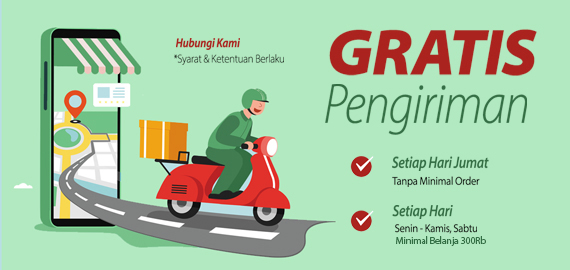 Hubungi Kami
*Syarat & Ketentuan Berlaku
GRATIS
Pengiriman
Setiap Hari Jumat
Tanpa Minimal Order
Setiap Hari
Senin - Kamis, Sabtu
Minimal Belanja 300Rb